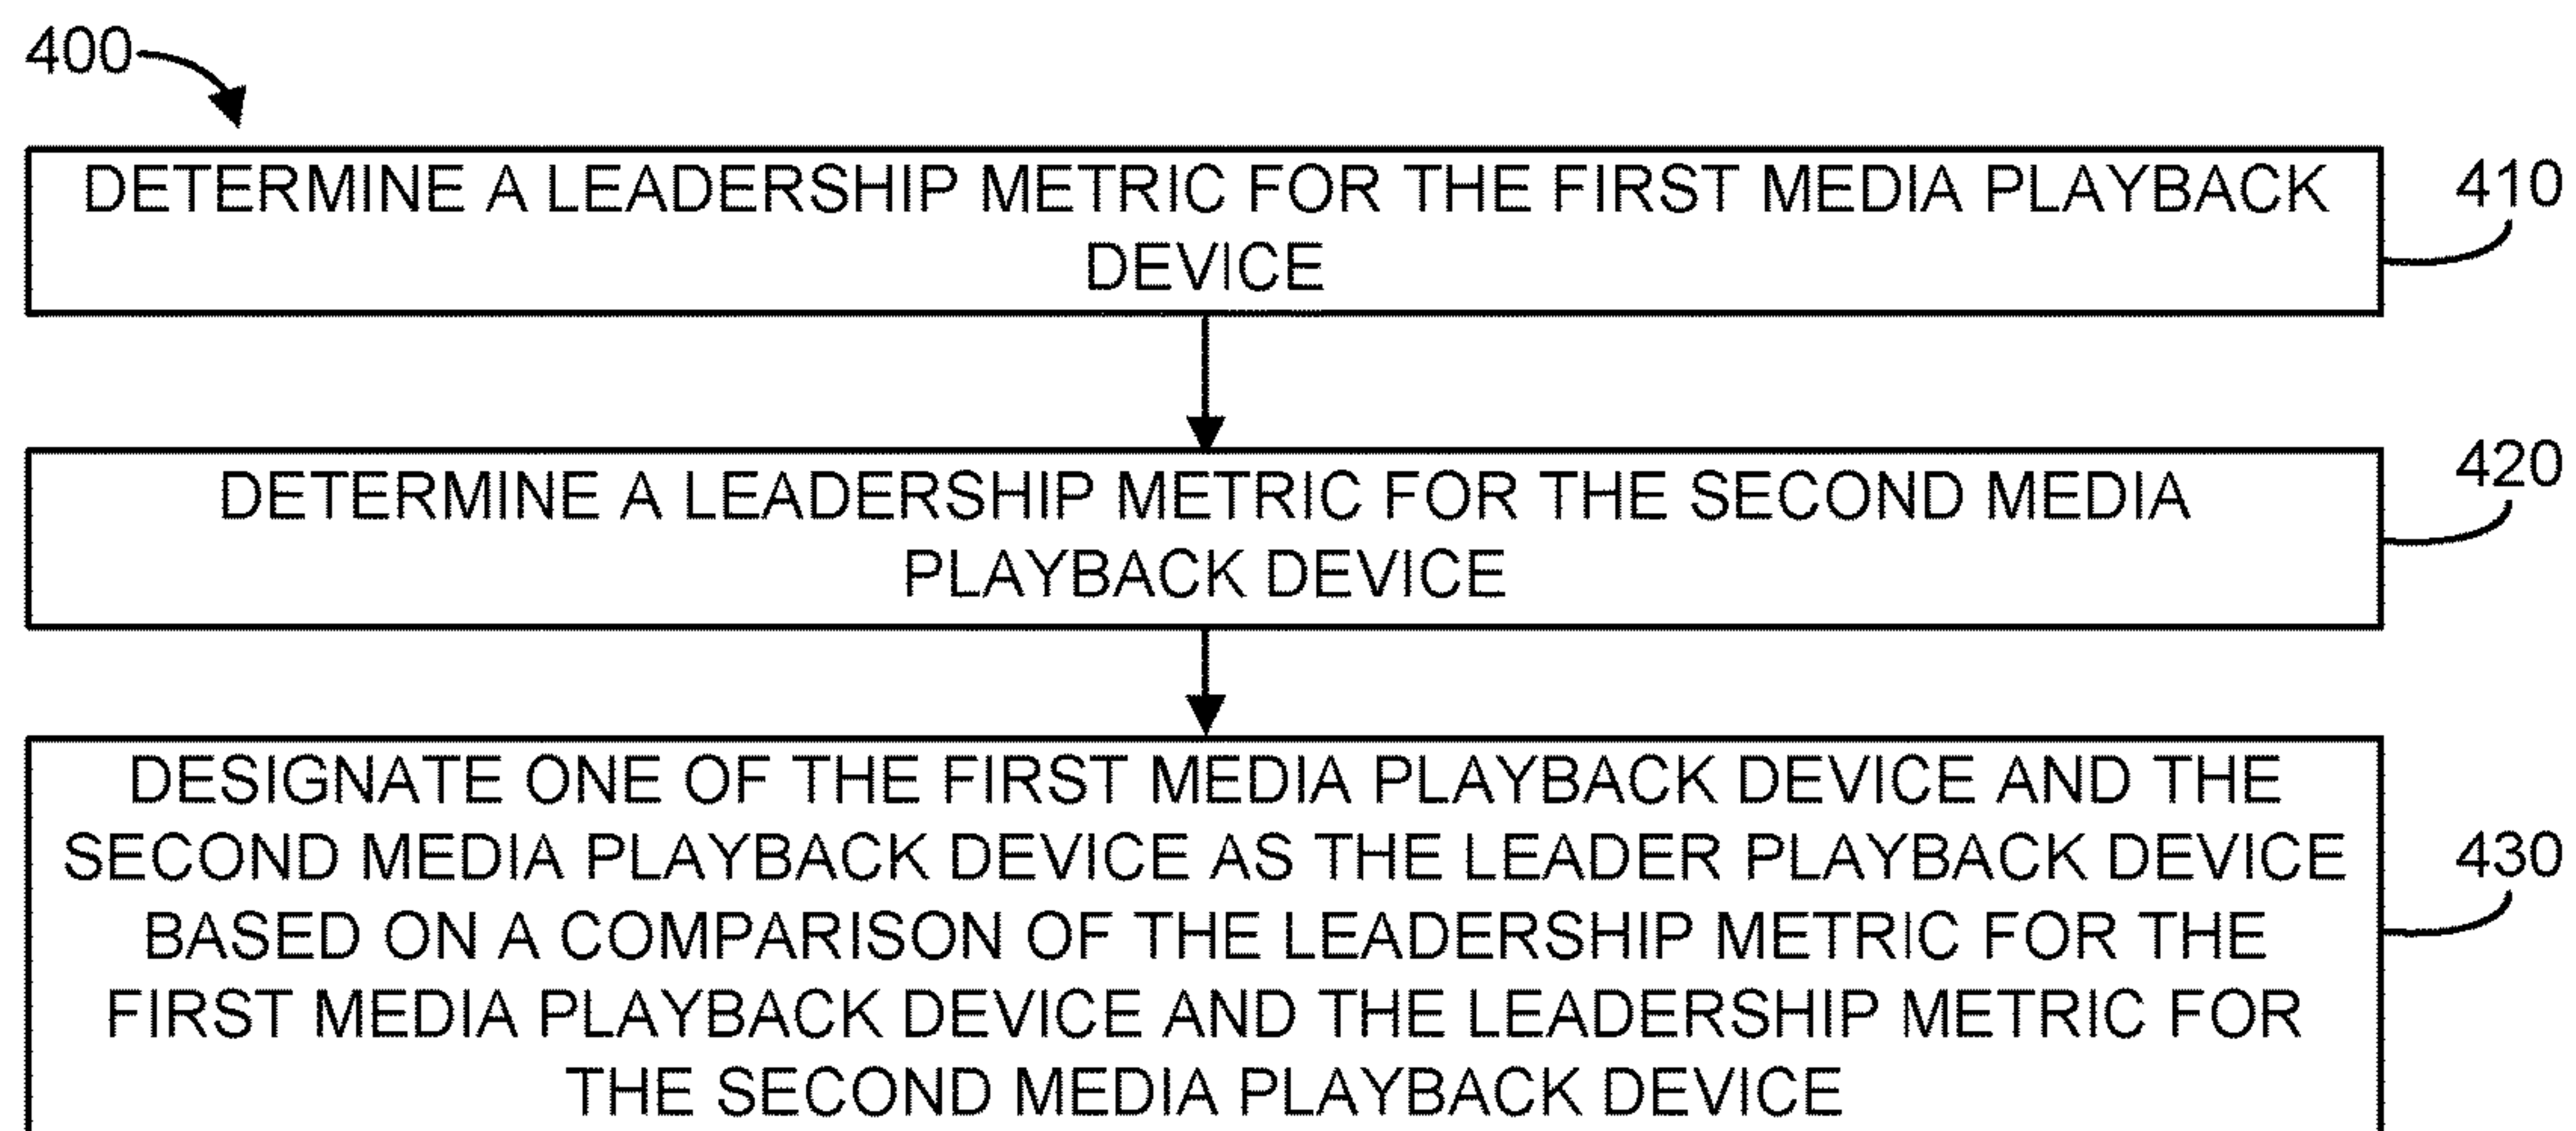 400
DETERMINE A LEADERSHIP METRIC FOR THE FIRST MEDIA PLAYBACK
DEVICE
410
DETERMINE A LEADERSHIP METRIC FOR THE SECOND MEDIA
PLAYBACK DEVICE
420
DESIGNATE ONE OF THE FIRST MEDIA PLAYBACK DEVICE AND THE
SECOND MEDIA PLAYBACK DEVICE AS THE LEADER PLAYBACK DEVICE
BASED ON A COMPARISON OF THE LEADERSHIP METRIC FOR THE
FIRST MEDIA PLAYBACK DEVICE AND THE LEADERSHIP METRIC FOR
THE SECOND MEDIA PLAYBACK DEVICE
430